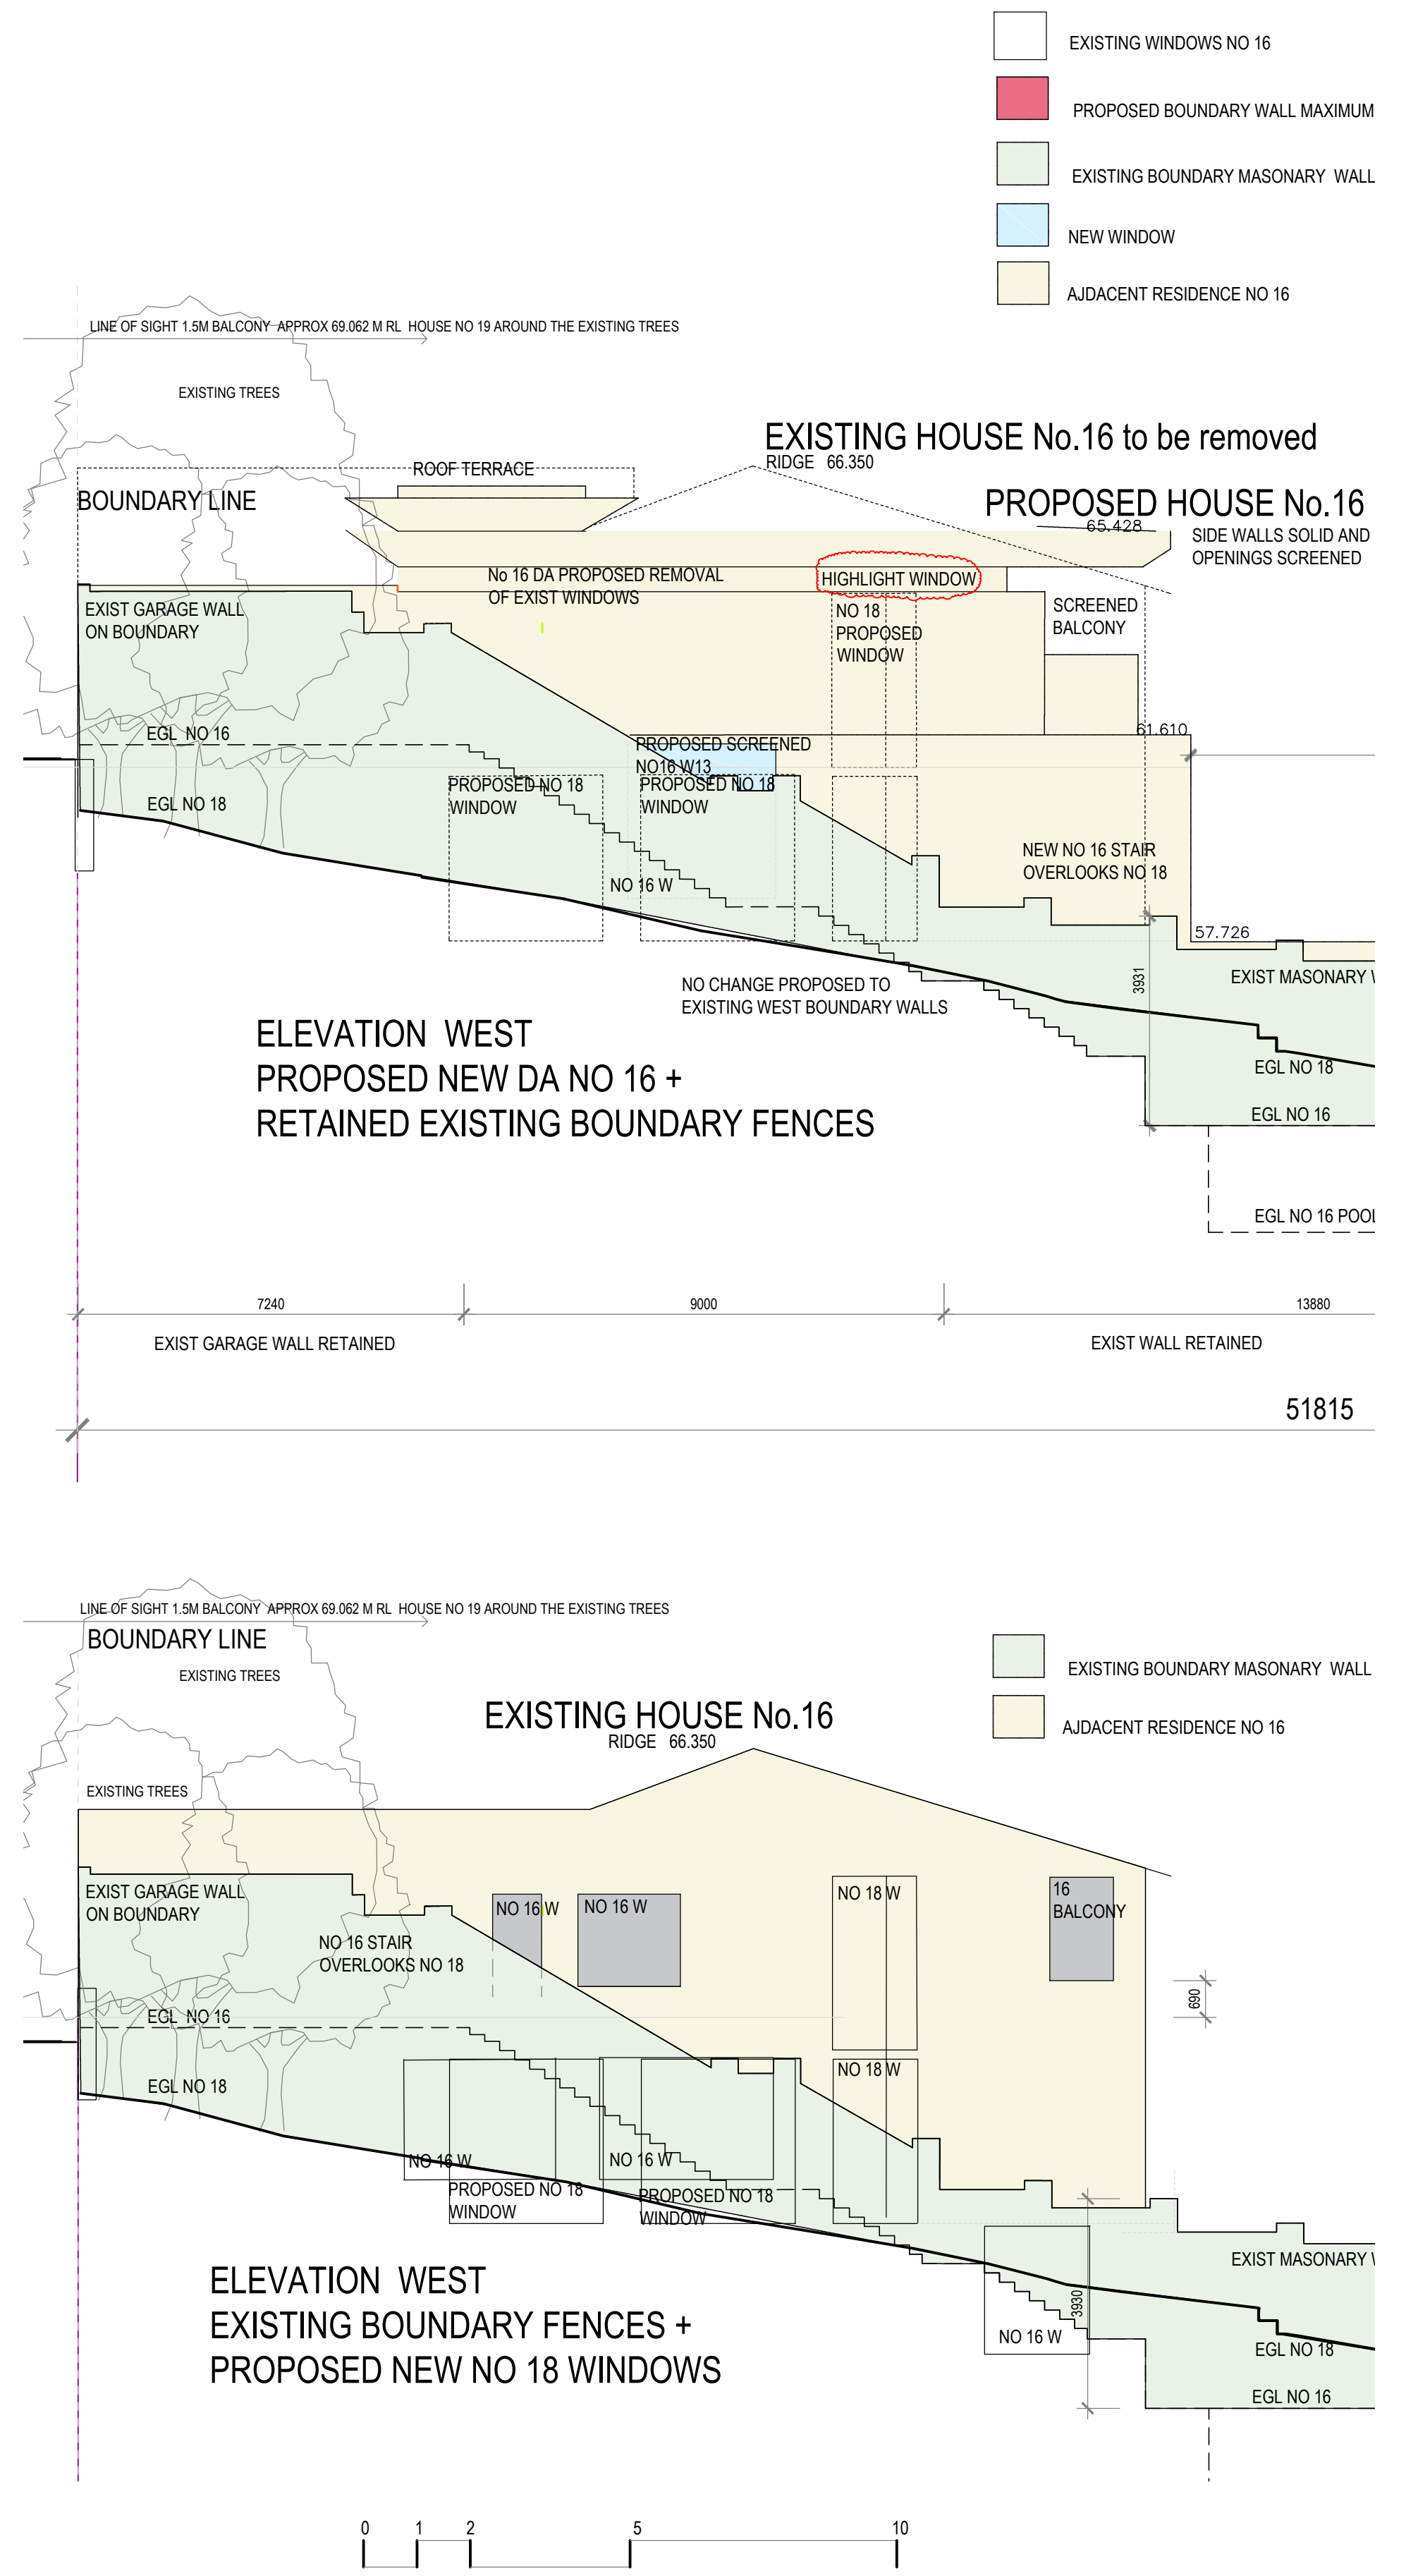 EXISTING WINDOWS NO 16
PROPOSED BOUNDARY WALL MAXIMUM
EXISTING BOUNDARY MASONARY WALL
NEW WINDOW
AJDACENT RESIDENCE NO 16
LINE OF SIGHT 1.5M BALCONY APPROX 69.062 M RL HOUSE NO 19 AROUND THE EXISTING TREES
EXISTING TREES
EXISTING HOUSE No.16 to be removed
RIDGE 66.350
ROOF TERRACE
BOUNDARY LINE
PROPOSED HOUSE No.16
65.428
SIDE WALLS SOLID AND
OPENINGS SCREENED
No 16 DA PROPOSED REMOVAL
OF EXIST WINDOWS
HIGHLIGHT WINDOW
EXIST GARAGE WALL
ON BOUNDARY
NO 18
PROPOSED
WINDOW
SCREENED
BALCONY
EGL NO 16
61.610
PROPOSED SCREENED
NO16 W13
PROPOSED NO 18
WINDOW
PROPOSED NO 18
WINDOW
EGL NO 18
NEW NO 16 STAIR
OVERLOOKS NO 18
NO 16 W
57.726
3931
EXIST MASONARY
NO CHANGE PROPOSED TO
EXISTING WEST BOUNDARY WALLS
ELEVATION WEST
PROPOSED NEW DA NO 16 +
RETAINED EXISTING BOUNDARY FENCES
EGL NO 18
EGL NO 16
EGL NO 16 POOL
7240
9000
13880
EXIST GARAGE WALL RETAINED
EXIST WALL RETAINED
51815
LINE OF SIGHT 1.5M BALCONY APPROX 69.062 M RL HOUSE NO 19 AROUND THE EXISTING TREES
BOUNDARY LINE
EXISTING TREES
EXISTING BOUNDARY MASONARY WALL
AJDACENT RESIDENCE NO 16
EXISTING HOUSE No.16
RIDGE 66.350
EXISTING TREES
EXIST GARAGE WALL
ON BOUNDARY
NO 16 W
NO 16 W
NO 18 W
16
BALCONY
NO 16 STAIR
OVERLOOKS NO 18
690
EGL NO 16
NO 18 W
EGL NO 18
NO 16 W
NO 16 W
PROPOSED NO 18
WINDOW
PROPOSED NO 18
WINDOW
EXIST MASONARY
3930
NO 16 W
ELEVATION WEST
EXISTING BOUNDARY FENCES +
PROPOSED NEW NO 18 WINDOWS
EGL NO 18
EGL NO 16
0 1 2 5 10